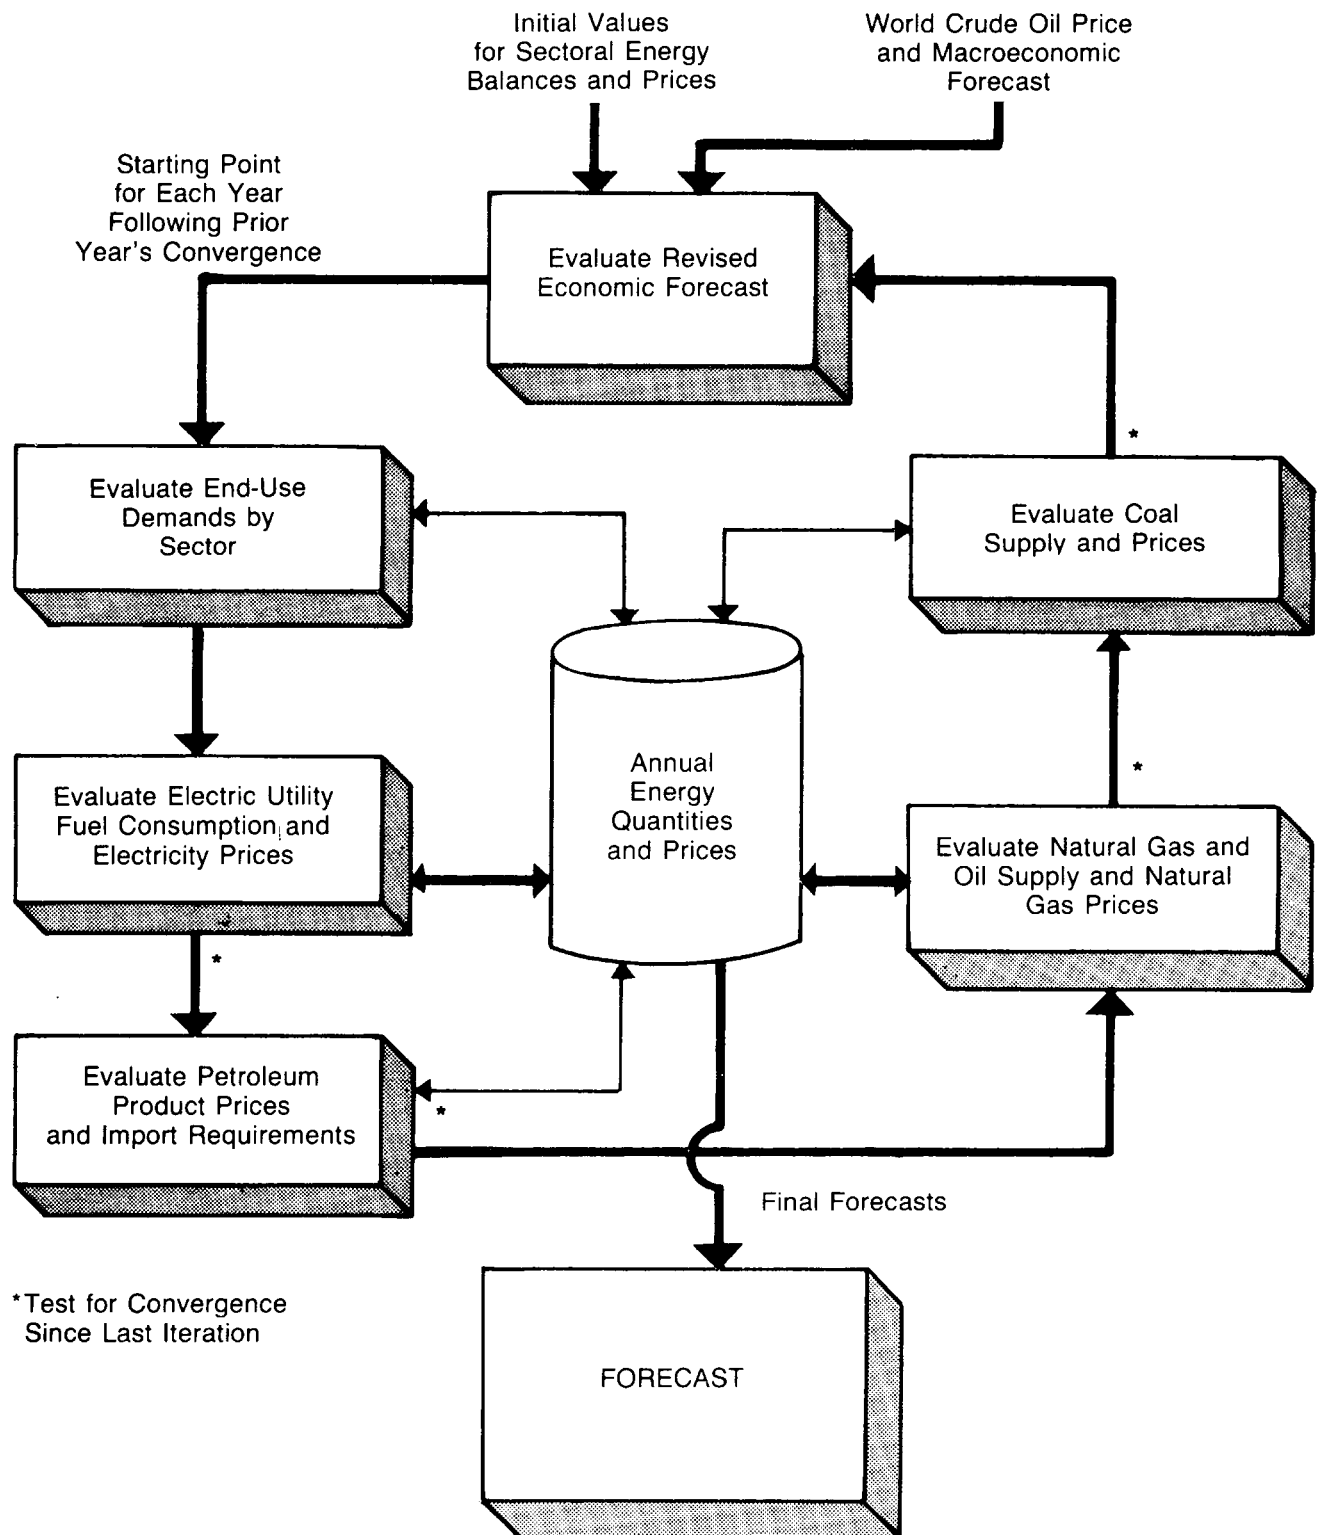 Initial Values
for Sectoral Energy
Balances and Prices
World Crude Oil Price
and Macroeconomic
Forecast
Starting Point
for Each Year
Following Prior
Year's Convergence
Evaluate Revised
Economic Forecast
*
Evaluate End-Use
Demands by
Sector
Evaluate Coal
Supply and Prices
Annual
Energy
Quantities
and Prices
*
Evaluate Electric Utility
Fuel Consumption and
Electricity Prices
Evaluate Natural Gas and
Oil Supply and Natural
Gas Prices
*
Evaluate Petroleum
Product Prices
and Import Requirements
*
Final Forecasts
*Test for Convergence
Since Last Iteration
FORECAST